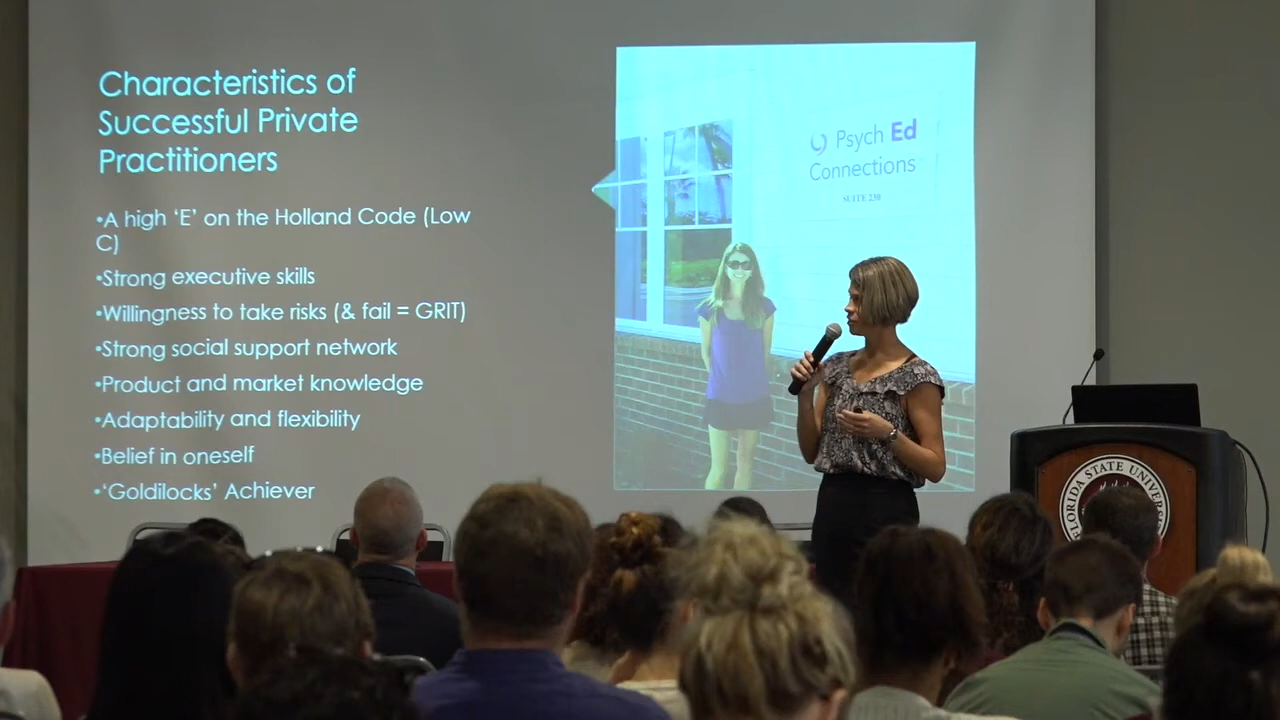 Characteristics of
Successful Private
Practitioners
•A high ‘E’ on the Holland Code (Low
C)
•Strong executive skills
•Willingness to take risks (& fail = GRIT)
•Strong social support network
•Product and market knowledge
•Adaptability and flexibility
•Belief in oneself
•‘Goldilocks’ Achiever
Psych Ed
Connections
SUITE 230
FLORIDA STATE UNIVERSITY